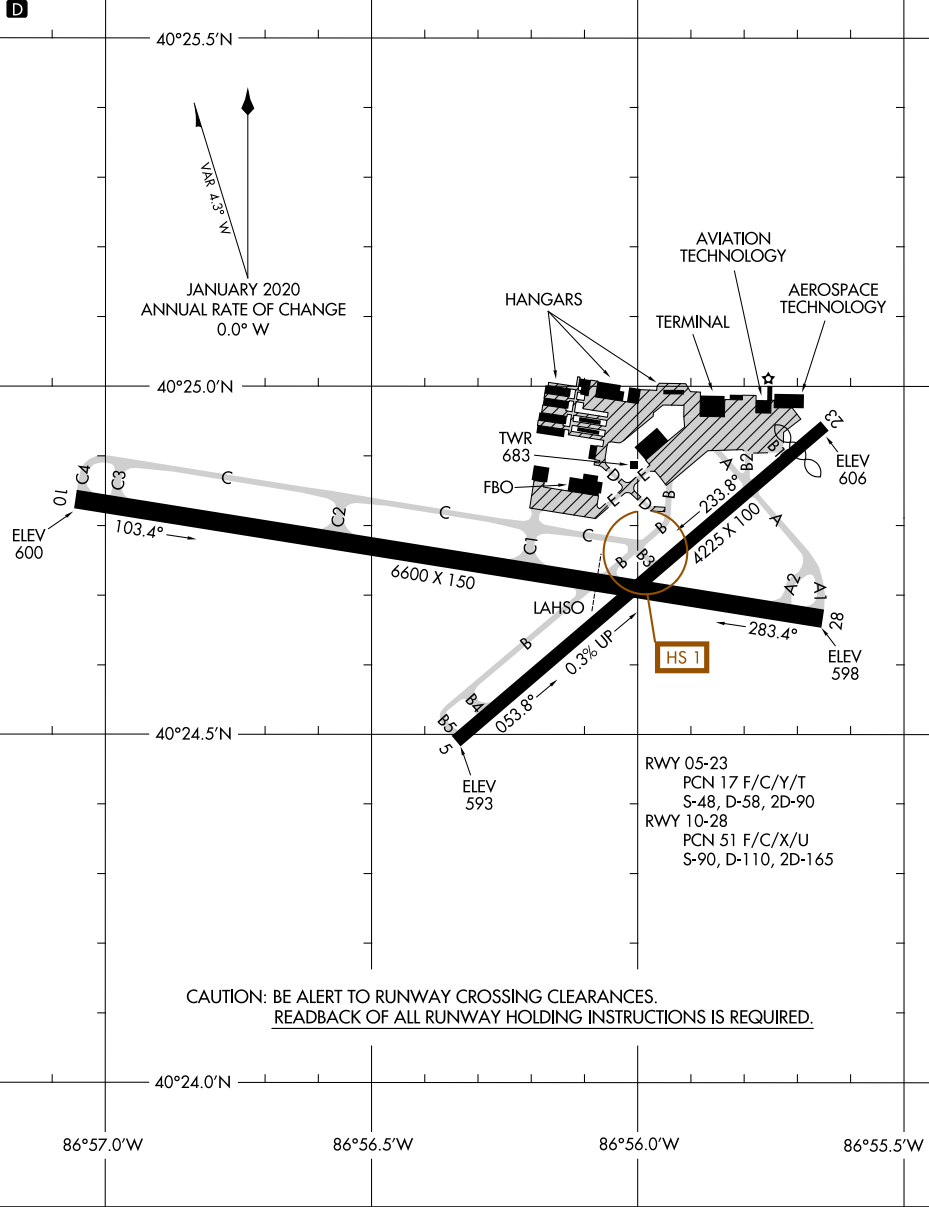 D
40°25.5'N
VAR 4.3° W
JANUARY 2020
ANNUAL RATE OF CHANGE
0.0° W
AVIATION
TECHNOLOGY
AEROSPACE
TECHNOLOGY
HANGARS
TERMINAL
40°25.0'N
TWR
683
FBO
23
ELEV
606
C4
C3
C
10
ELEV
600
103.4°
C2
C
C1
C
D
E
E
D
B
A
B2
B1
233.8°
4225 X 100
A
B
B
B3
6600 X 150
LAHSO
A2
A1
28
283.4°
ELEV
598
HS 1
B
0.3% UP
053.8°
B4
B5
5
40°24.5'N
ELEV
593
RWY 05-23
PCN 17 F/C/Y/T
S-48, D-58, 2D-90
RWY 10-28
PCN 51 F/C/X/U
S-90, D-110, 2D-165
CAUTION: BE ALERT TO RUNWAY CROSSING CLEARANCES.
READBACK OF ALL RUNWAY HOLDING INSTRUCTIONS IS REQUIRED.
40°24.0'N
86°57.0'W
86°56.5'W
86°56.0'W
86°55.5'W